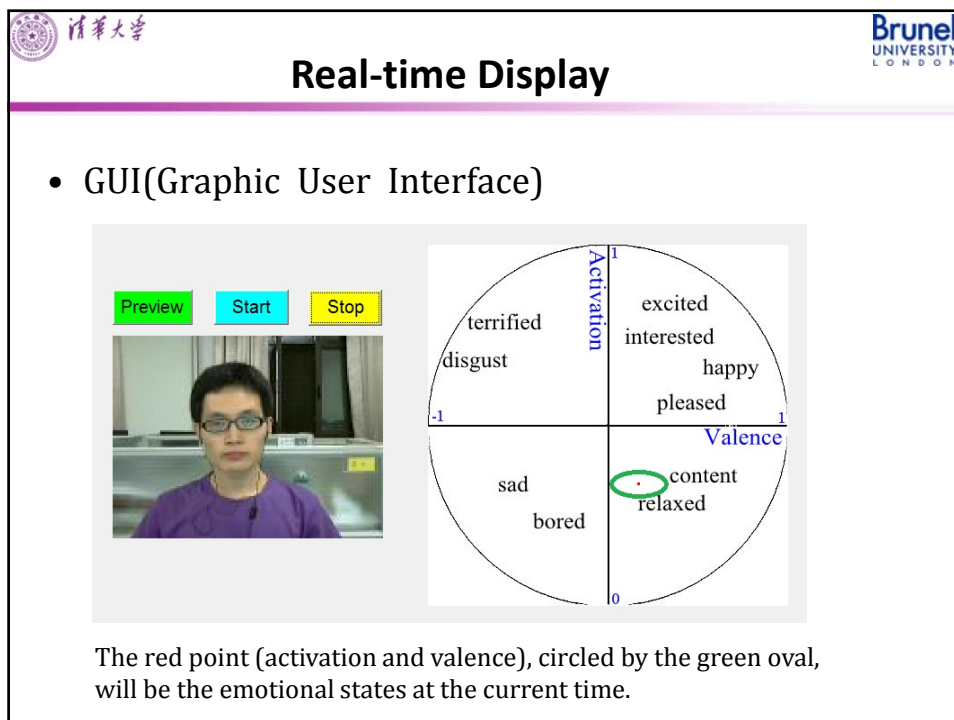 清华大学
Brunel
UNIVERSITY
LONDON
Real-time Display
• GUI(Graphic User Interface)
Preview
Start
Stop
Activation
1
excited
terrified
interested
disgust
happy
pleased
-1
1
Valence
sad
content
relaxed
bored
0
The red point (activation and valence), circled by the green oval,
will be the emotional states at the current time.